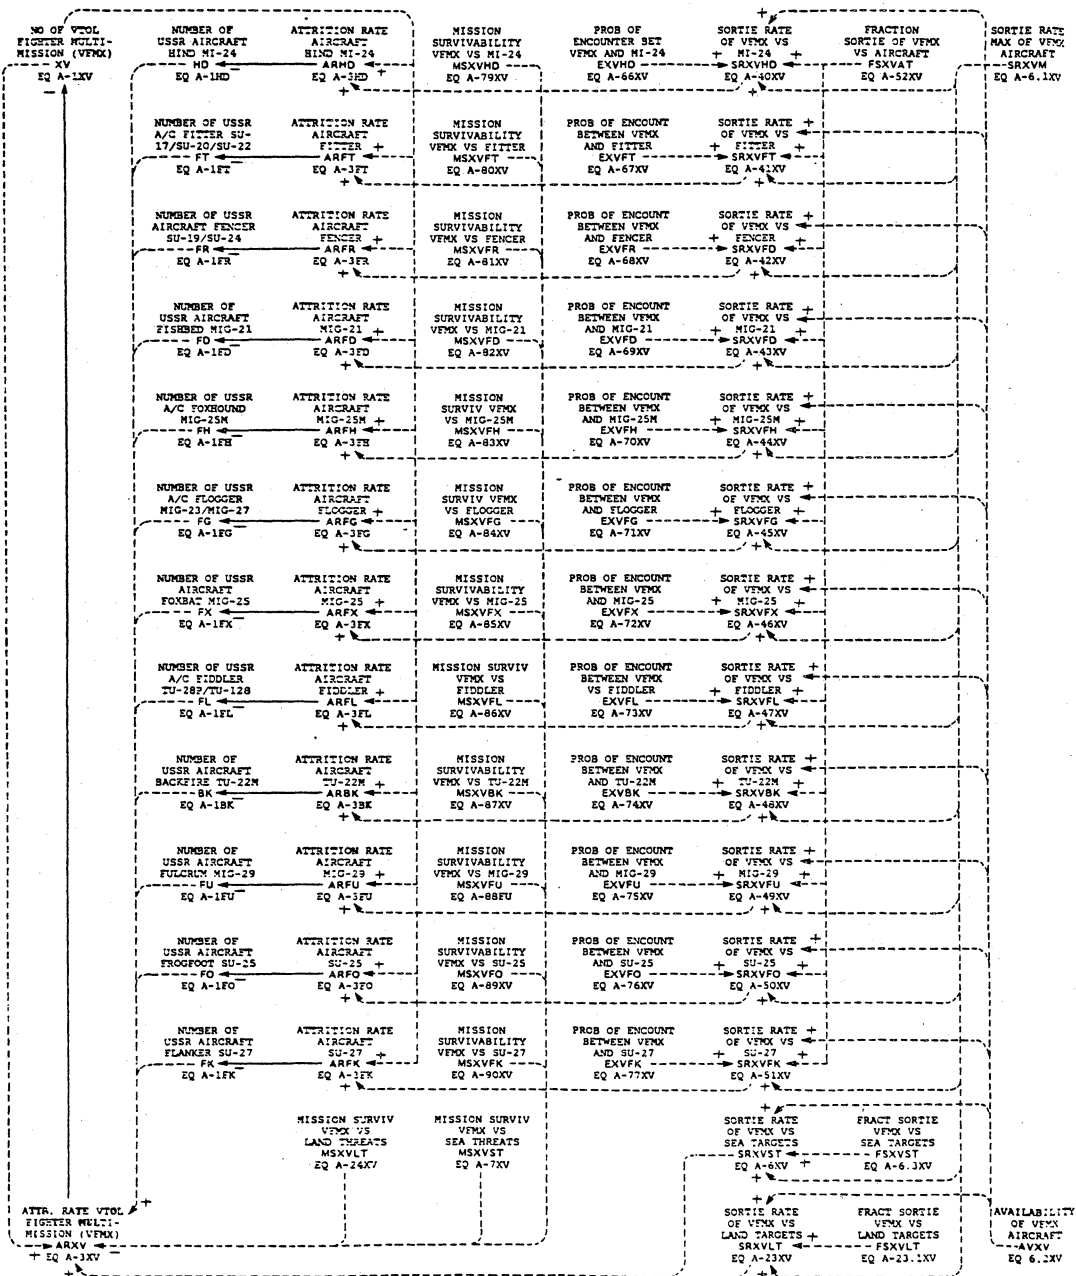 NO OF VTOL
FIGHTER MULTI-
MISSION (VFMX)
XV
EQ A-1XV
NUMBER OF
USSR AIRCRAFT
HIND MI-24
HD
EQ A-1HD
ATTRITION RATE
AIRCRAFT
HIND MI-24
ARHD
EQ A-3HD
MISSION
SURVIVABILITY
VFMX VS MI-24
MSXVHD
EQ A-79XV
PROB OF
ENCOUNTER BET
VFMX AND MI-24
EXVHD
EQ A-66XV
SORTIE RATE
OF VFMX VS
MI-24
SRXVHD
EQ A-40XV
FRACTION
SORTIE OF VFMX
VS AIRCRAFT
FSXVAT
EQ A-52XV
SORTIE RATE
MAX OF VFMX
AIRCRAFT
SRXVM
EQ A-6.1XV
NUMBER OF USSR
A/C FITTER SU-
17/SU-20/SU-22
FT
EQ A-1FT
ATTRITION RATE
AIRCRAFT
FITTER
ARFT
EQ A-3FT
MISSION
SURVIVABILITY
VFMX VS FITTER
MSXVFT
EQ A-80XV
PROB OF ENCOUNT
BETWEEN VFMX
AND FITTER
EXVFT
EQ A-67XV
SORTIE RATE
OF VFMX VS
FITTER
SRXVFT
EQ A-41XV
NUMBER OF USSR
AIRCRAFT FENCER
SU-19/SU-24
FR
EQ A-1FR
ATTRITION RATE
AIRCRAFT
FENCER
ARFR
EQ A-3FR
MISSION
SURVIVABILITY
VFMX VS FENCER
MSXVFR
EQ A-81XV
PROB OF ENCOUNT
BETWEEN VFMX
AND FENCER
EXVFR
EQ A-68XV
SORTIE RATE
OF VFMX VS
FENCER
SRXVFD
EQ A-42XV
NUMBER OF
USSR AIRCRAFT
FISHBED MIG-21
FD
EQ A-1FD
ATTRITION RATE
AIRCRAFT
MIG-21
ARFD
EQ A-3FD
MISSION
SURVIVABILITY
VFMX VS MIG-21
MSXVFD
EQ A-82XV
PROB OF ENCOUNT
BETWEEN VFMX
AND MIG-21
EXVFD
EQ A-69XV
SORTIE RATE
OF VFMX VS
MIG-21
SRXVFD
EQ A-43XV
NUMBER OF USSR
A/C FOXHOUND
MIG-25M
FH
EQ A-1FH
ATTRITION RATE
AIRCRAFT
MIG-25M
ARFH
EQ A-3FH
MISSION
SURVIV VFMX
VS MIG-25M
MSXVFH
EQ A-83XV
PROB OF ENCOUNT
BETWEEN VFMX
AND MIG-25M
EXVFH
EQ A-70XV
SORTIE RATE
OF VFMX VS
MIG-25M
SRXVFH
EQ A-44XV
NUMBER OF USSR
A/C FLOGGER
MIG-23/MIG-27
FG
EQ A-1FG
ATTRITION RATE
AIRCRAFT
FLOGGER
ARFG
EQ A-3FG
MISSION
SURVIV VFMX
VS FLOGGER
MSXVFG
EQ A-84XV
PROB OF ENCOUNT
BETWEEN VFMX
AND FLOGGER
EXVFG
EQ A-71XV
SORTIE RATE
OF VFMX VS
FLOGGER
SRXVFG
EQ A-45XV
NUMBER OF USSR
AIRCRAFT
FOXBAT MIG-25
FX
EQ A-1FX
ATTRITION RATE
AIRCRAFT
MIG-25
ARFX
EQ A-3FX
MISSION
SURVIVABILITY
VFMX VS MIG-25
MSXVFX
EQ A-85XV
PROB OF ENCOUNT
BETWEEN VFMX
AND MIG-25
EXVFX
EQ A-72XV
SORTIE RATE
OF VFMX VS
MIG-25
SRXVFX
EQ A-46XV
NUMBER OF USSR
A/C FIDDLER
TU-28P/TU-128
FL
EQ A-1FL
ATTRITION RATE
AIRCRAFT
FIDDLER
ARFL
EQ A-3FL
MISSION SURVIV
VFMX VS
FIDDLER
MSXVFL
EQ A-86XV
PROB OF ENCOUNT
BETWEEN VFMX
VS FIDDLER
EXVFL
EQ A-73XV
SORTIE RATE
OF VFMX VS
FIDDLER
SRXVFL
EQ A-47XV
NUMBER OF
USSR AIRCRAFT
BACKFIRE TU-22M
BK
EQ A-1BK
ATTRITION RATE
AIRCRAFT
TU-22M
ARBK
EQ A-3BK
MISSION
SURVIVABILITY
VFMX VS TU-22M
MSXVBK
EQ A-87XV
PROB OF ENCOUNT
BETWEEN VFMX
AND TU-22M
EXVBK
EQ A-74XV
SORTIE RATE
OF VFMX VS
TU-22M
SRXVBK
EQ A-48XV
NUMBER OF
USSR AIRCRAFT
FULCRUM MIG-29
FU
EQ A-1FU
ATTRITION RATE
AIRCRAFT
MIG-29
ARFU
EQ A-3FU
MISSION
SURVIVABILITY
VFMX VS MIG-29
MSXVFU
EQ A-88FU
PROB OF ENCOUNT
BETWEEN VFMX
AND MIG-29
EXVFU
EQ A-75XV
SORTIE RATE
OF VFMX VS
MIG-29
SRXVFU
EQ A-49XV
NUMBER OF
USSR AIRCRAFT
FROGFOOT SU-25
FO
EQ A-1FO
ATTRITION RATE
AIRCRAFT
SU-25
ARFO
EQ A-3FO
MISSION
SURVIVABILITY
VFMX VS SU-25
MSXVFO
EQ A-89XV
PROB OF ENCOUNT
BETWEEN VFMX
AND SU-25
EXVFO
EQ A-76XV
SORTIE RATE
OF VFMX VS
SU-25
SRXVFO
EQ A-50XV
NUMBER OF
USSR AIRCRAFT
FLANKER SU-27
FK
EQ A-1FK
ATTRITION RATE
AIRCRAFT
SU-27
ARFK
EQ A-3FK
MISSION
SURVIVABILITY
VFMX VS SU-27
MSXVFK
EQ A-90XV
PROB OF ENCOUNT
BETWEEN VFMX
AND SU-27
EXVFK
EQ A-77XV
SORTIE RATE
OF VFMX VS
SU-27
SRXVFK
EQ A-51XV
MISSION SURVIV
VFMX VS
LAND THREATS
MSXVLT
EQ A-24XV
MISSION SURVIV
VFMX VS
SEA THREATS
MSXVST
EQ A-7XV
SORTIE RATE
OF VFMX VS
SEA TARGETS
SRXVST
EQ A-6XV
FRACT SORTIE
VFMX VS
SEA TARGETS
FSXVST
EQ A-6.3XV
ATTR. RATE VTOL
FIGHTER MULTI-
MISSION (VFMX)
ARXV
EQ A-3XV
SORTIE RATE
OF VFMX VS
LAND TARGETS
SRXVLT
EQ A-23XV
FRACT SORTIE
VFMX VS
LAND TARGETS
FSXVLT
EQ A-23.1XV
AVAILABILITY
OF VFMX
AIRCRAFT
AVXV
EQ 6.2XV